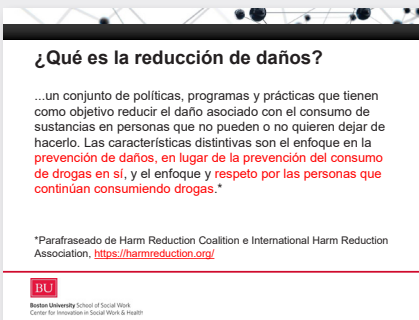 ¿Qué es la reducción de daños?
...un conjunto de políticas, programas y prácticas que tienen
como objetivo reducir el daño asociado con el consumo de
sustancias en personas que no pueden o no quieren dejar de
hacerlo. Las características distintivas son el enfoque en la
prevención de daños, en lugar de la prevención del consumo
de drogas en sí, y el enfoque y respeto por las personas que
continúan consumiendo drogas.*
*Parafraseado de Harm Reduction Coalition e International Harm Reduction
Association, https://harmreduction.org/
BU
Boston University School of Social Work
Center for Innovation in Social Work & Health